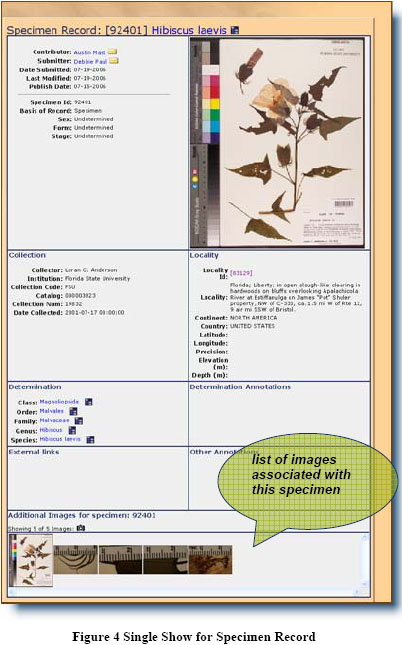 Specimen Record: [92401] Hibiscus laevis
Contributor: Austin Mast
Submitter: Debbie Paul
Date Submitted: 07-19-2006
Last Modified: 07-19-2006
Publish Date: 07-15-2006
Specimen Id: 92401
Basis of Record: Specimen
Sex: Undetermined
Form: Undetermined
Stage: Undetermined
Collection
Collector: Loran C. Anderson
Institution: Florida State University
Collection Code: FSU
Catalog: 000003823
Collection Num: 19632
Date Collected: 2001-07-17 00:00:00
Locality
Locality Id: [83129]
Locality: Florida; Liberty; in open slough-like clearing in
hardwoods on bluffs overlooking Apalachicola
River at Estiffanulga on James "Pot" Shuler
property, NW of C-333, ca. 1.5 mi W of Rte 12,
9 air mi SSW of Bristol.
Continent: NORTH AMERICA
Country: UNITED STATES
Latitude:
Longitude:
Precision:
Elevation (m):
Depth (m):
Determination
Class: Magnoliopsida
Order: Malvales
Family: Malvaceae
Genus: Hibiscus
Species: Hibiscus laevis
Determination Annotations
External links
Other Annotations
list of images
associated with
this specimen
Additional Images for specimen: 92401
Showing 5 of 5 images:
Figure 4 Single Show for Specimen Record